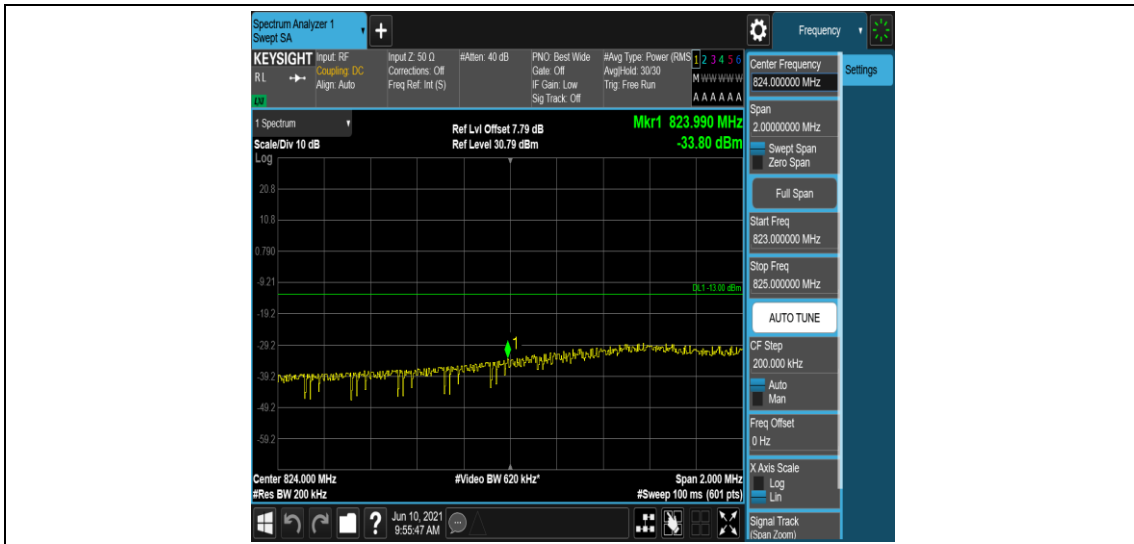 Spectrum Analyzer 1
Swept SA
+
Frequency
KEYSIGHT
RL
LXI
Input: RF
Coupling: DC
Align: Auto
Input Z: 50 Ω
Corrections: Off
Freq Ref: Int (S)
#Atten: 40 dB
PNO: Best Wide
Gate: Off
IF Gain: Low
Sig Track: Off
#Avg Type: Power (RMS
Avg|Hold: 30/30
Trig: Free Run
1 2 3 4 5 6
M W W W W W
A A A A A A
1 Spectrum
Scale/Div 10 dB
Ref Lvl Offset 7.79 dB
Ref Level 30.79 dBm
Mkr1 823.990 MHz
-33.80 dBm
Log
20.8
10.8
0.790
-9.21
-19.2
-29.2
-39.2
-49.2
-59.2
DL1 -13.00 dBm
1
Center 824.000 MHz
#Res BW 200 kHz
#Video BW 620 kHz*
Span 2.000 MHz
#Sweep 100 ms (601 pts)
Center Frequency
824.000000 MHz
Settings
Span
2.00000000 MHz
Swept Span
Zero Span
Full Span
Start Freq
823.000000 MHz
Stop Freq
825.000000 MHz
AUTO TUNE
CF Step
200.000 kHz
Auto
Man
Freq Offset
0 Hz
X Axis Scale
Log
Lin
Signal Track
(Span Zoom)
?
Jun 10, 2021
9:55:47 AM